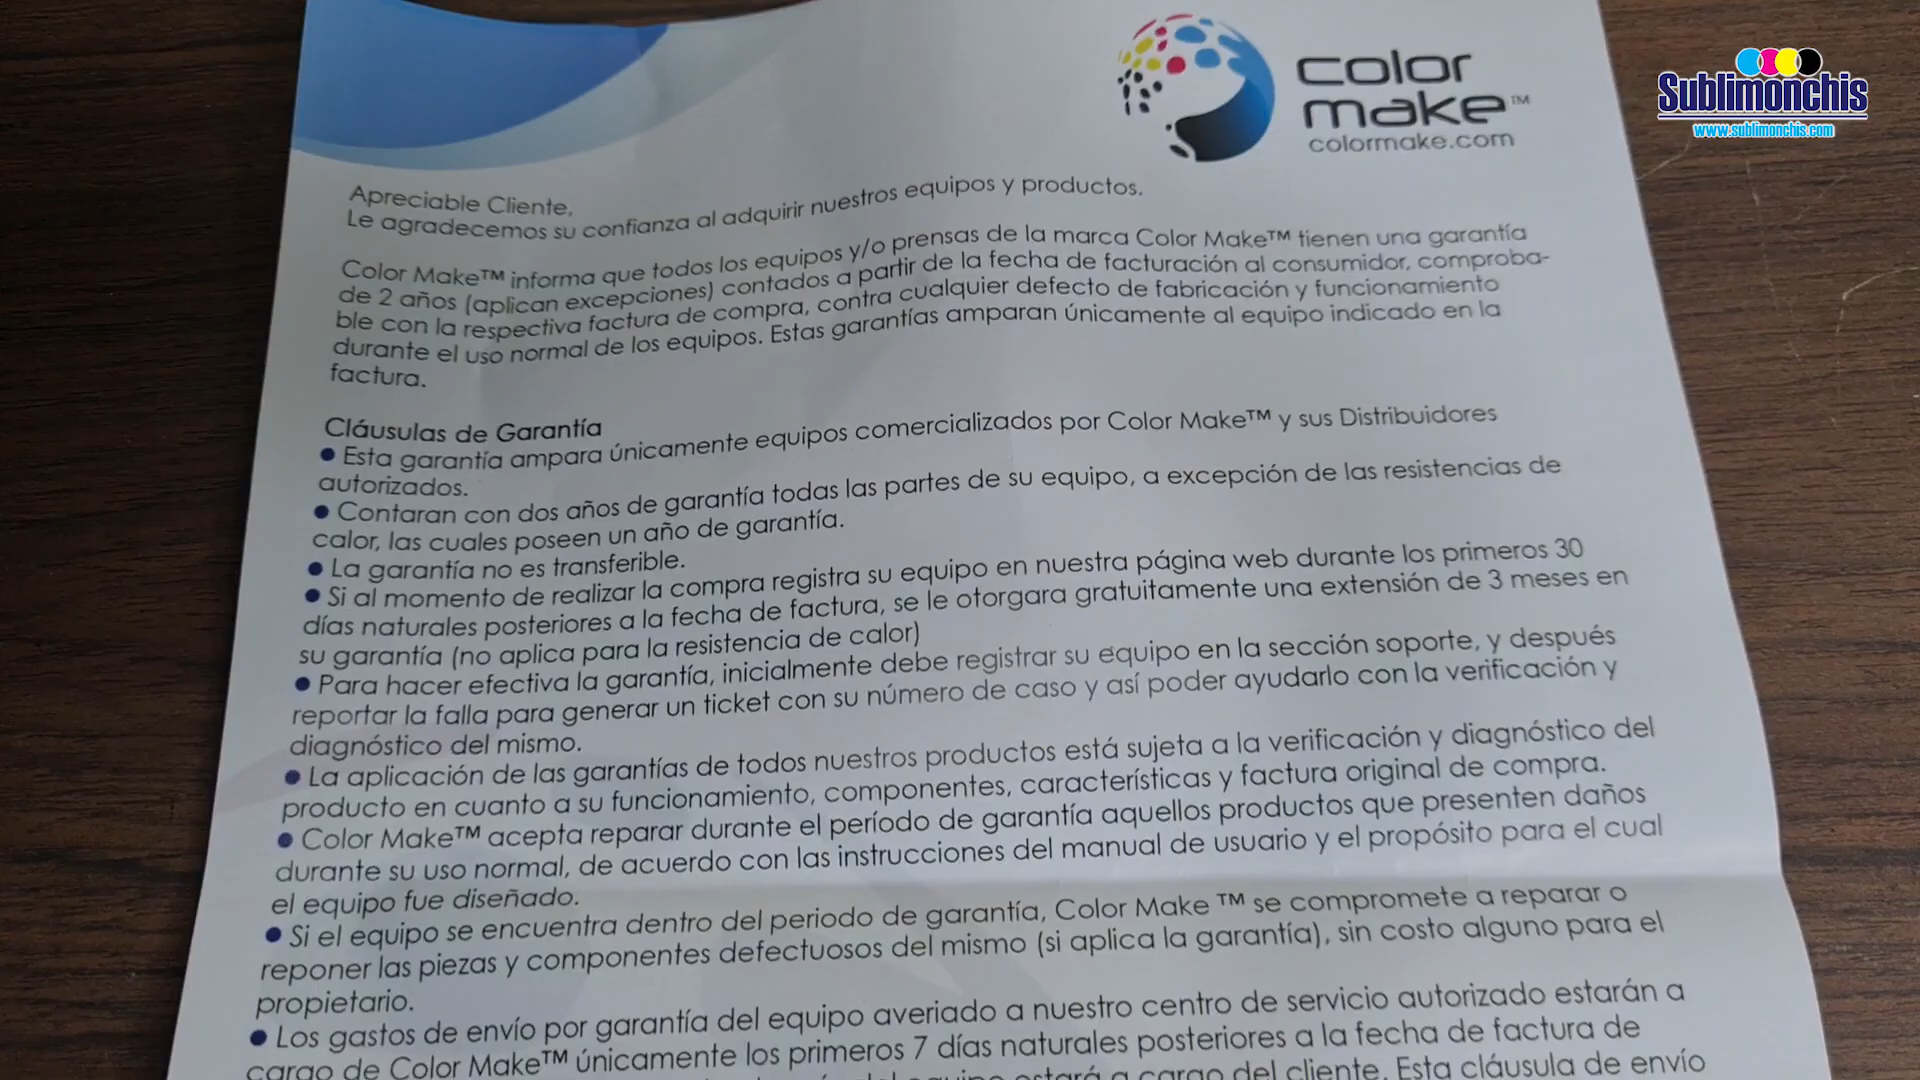 color
make™
colormake.com
Sublimonchis
www.sublimonchis.com
Apreciable Cliente,
Le agradecemos su confianza al adquirir nuestros equipos y productos.
Color Make™ informa que todos los equipos y/o prensas de la marca Color Make™ tienen una garantía
de 2 años (aplican excepciones) contados a partir de la fecha de facturación al consumidor, comproba-
ble con la respectiva factura de compra, contra cualquier defecto de fabricación y funcionamiento
durante el uso normal de los equipos. Estas garantías amparan únicamente al equipo indicado en la
factura.
Cláusulas de Garantía
● Esta garantía ampara únicamente equipos comercializados por Color Make™ y sus Distribuidores
autorizados.
● Contaran con dos años de garantía todas las partes de su equipo, a excepción de las resistencias de
calor, las cuales poseen un año de garantía.
● La garantía no es transferible.
● Si al momento de realizar la compra registra su equipo en nuestra página web durante los primeros 30
días naturales posteriores a la fecha de factura, se le otorgara gratuitamente una extensión de 3 meses en
su garantía (no aplica para la resistencia de calor)
● Para hacer efectiva la garantía, inicialmente debe registrar su equipo en la sección soporte, y después
reportar la falla para generar un ticket con su número de caso y así poder ayudarlo con la verificación y
diagnóstico del mismo.
● La aplicación de las garantías de todos nuestros productos está sujeta a la verificación y diagnóstico del
producto en cuanto a su funcionamiento, componentes, características y factura original de compra.
● Color Make™ acepta reparar durante el período de garantía aquellos productos que presenten daños
durante su uso normal, de acuerdo con las instrucciones del manual de usuario y el propósito para el cual
el equipo fue diseñado.
● Si el equipo se encuentra dentro del periodo de garantía, Color Make ™ se compromete a reparar o
reponer las piezas y componentes defectuosos del mismo (si aplica la garantía), sin costo alguno para el
propietario.
● Los gastos de envío por garantía del equipo averiado a nuestro centro de servicio autorizado estarán a
cargo de Color Make™ únicamente los primeros 7 días naturales posteriores a la fecha de factura de
equipo estará a cargo del cliente. Esta cláusula de envío